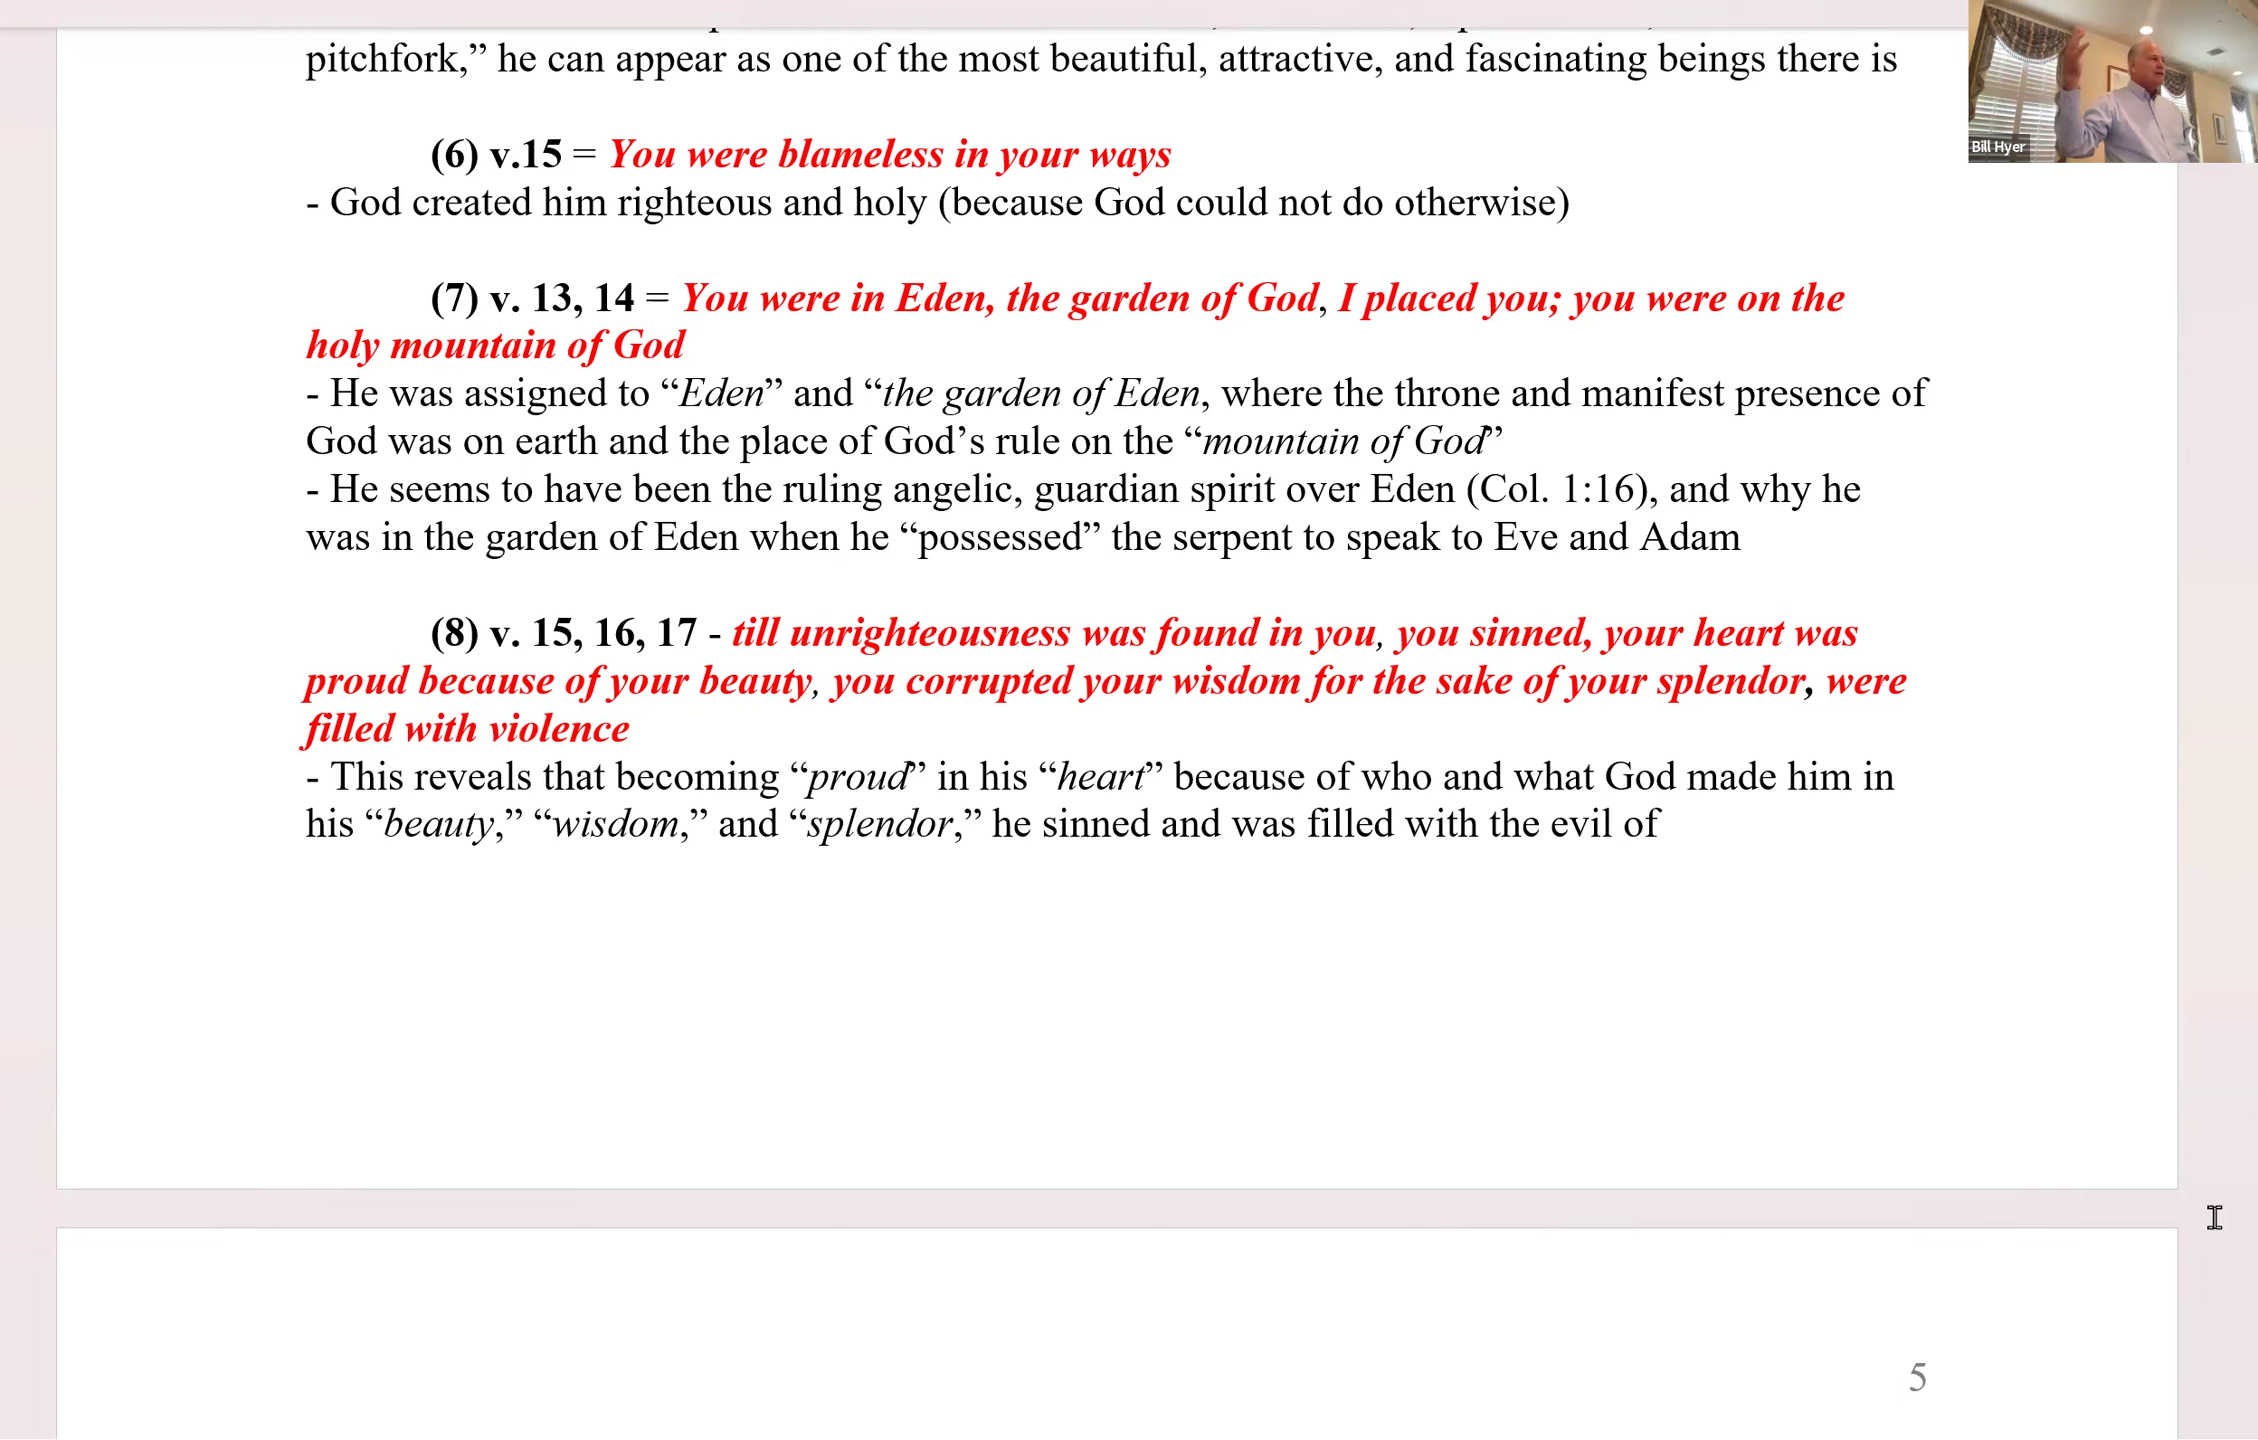 pitchfork,” he can appear as one of the most beautiful, attractive, and fascinating beings there is
Bill Hyer
(6) v.15 = You were blameless in your ways
- God created him righteous and holy (because God could not do otherwise)
(7) v. 13, 14 = You were in Eden, the garden of God, I placed you; you were on the
holy mountain of God
- He was assigned to “Eden” and “the garden of Eden, where the throne and manifest presence of
God was on earth and the place of God’s rule on the “mountain of God”
- He seems to have been the ruling angelic, guardian spirit over Eden (Col. 1:16), and why he
was in the garden of Eden when he “possessed” the serpent to speak to Eve and Adam
(8) v. 15, 16, 17 - till unrighteousness was found in you, you sinned, your heart was
proud because of your beauty, you corrupted your wisdom for the sake of your splendor, were
filled with violence
- This reveals that becoming “proud” in his “heart” because of who and what God made him in
his “beauty,” “wisdom,” and “splendor,” he sinned and was filled with the evil of
5